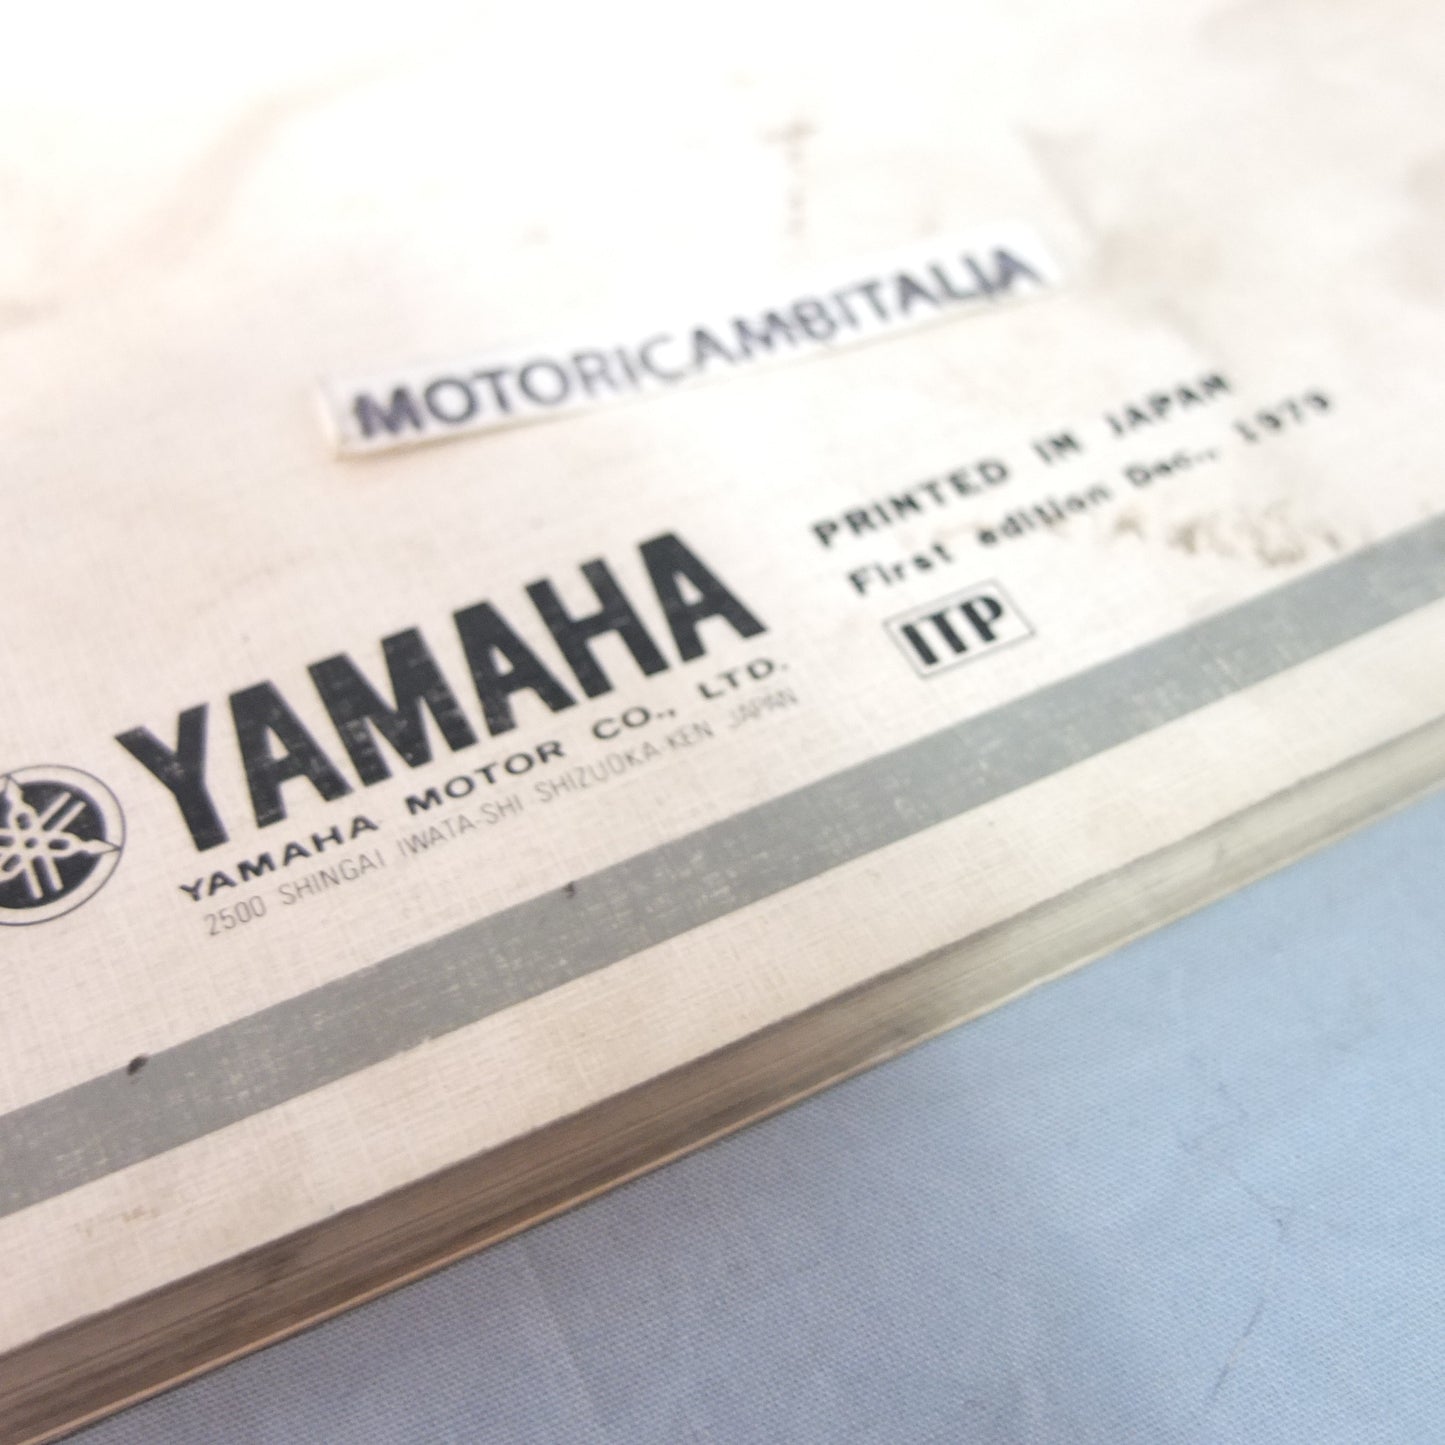 MOTORICAMBITALIA
PRINTED IN JAPAN
First edition Dec., 1979
ITP
YAMAHA
YAMAHA MOTOR CO., LTD.
2500 SHINGAI IWATA-SHI SHIZUOKA-KEN JAPAN